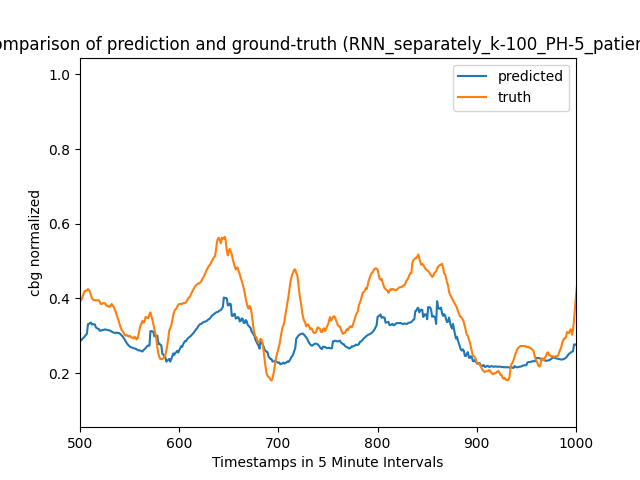 omparison of prediction and ground-truth (RNN_separately_k-100_PH-5_patien
predicted
truth
cbg normalized
1.0
0.8
0.6
0.4
0.2
500 600 700 800 900 1000
Timestamps in 5 Minute Intervals